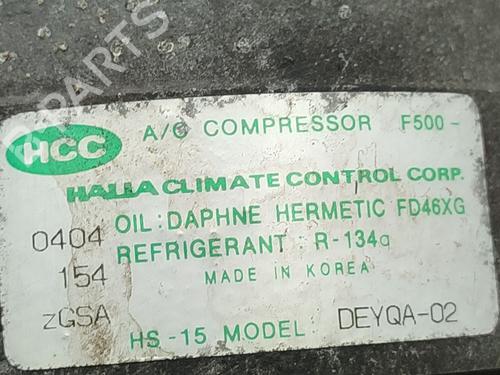 PARTS
HCC A/C COMPRESSOR F500-
HALLA CLIMATE CONTROL CORP.
0404 OIL: DAPHNE HERMETIC FD46XG
REFRIGERANT : R-134a
154 MADE IN KOREA
ZGSA HS-15 MODEL: DEYQA-02